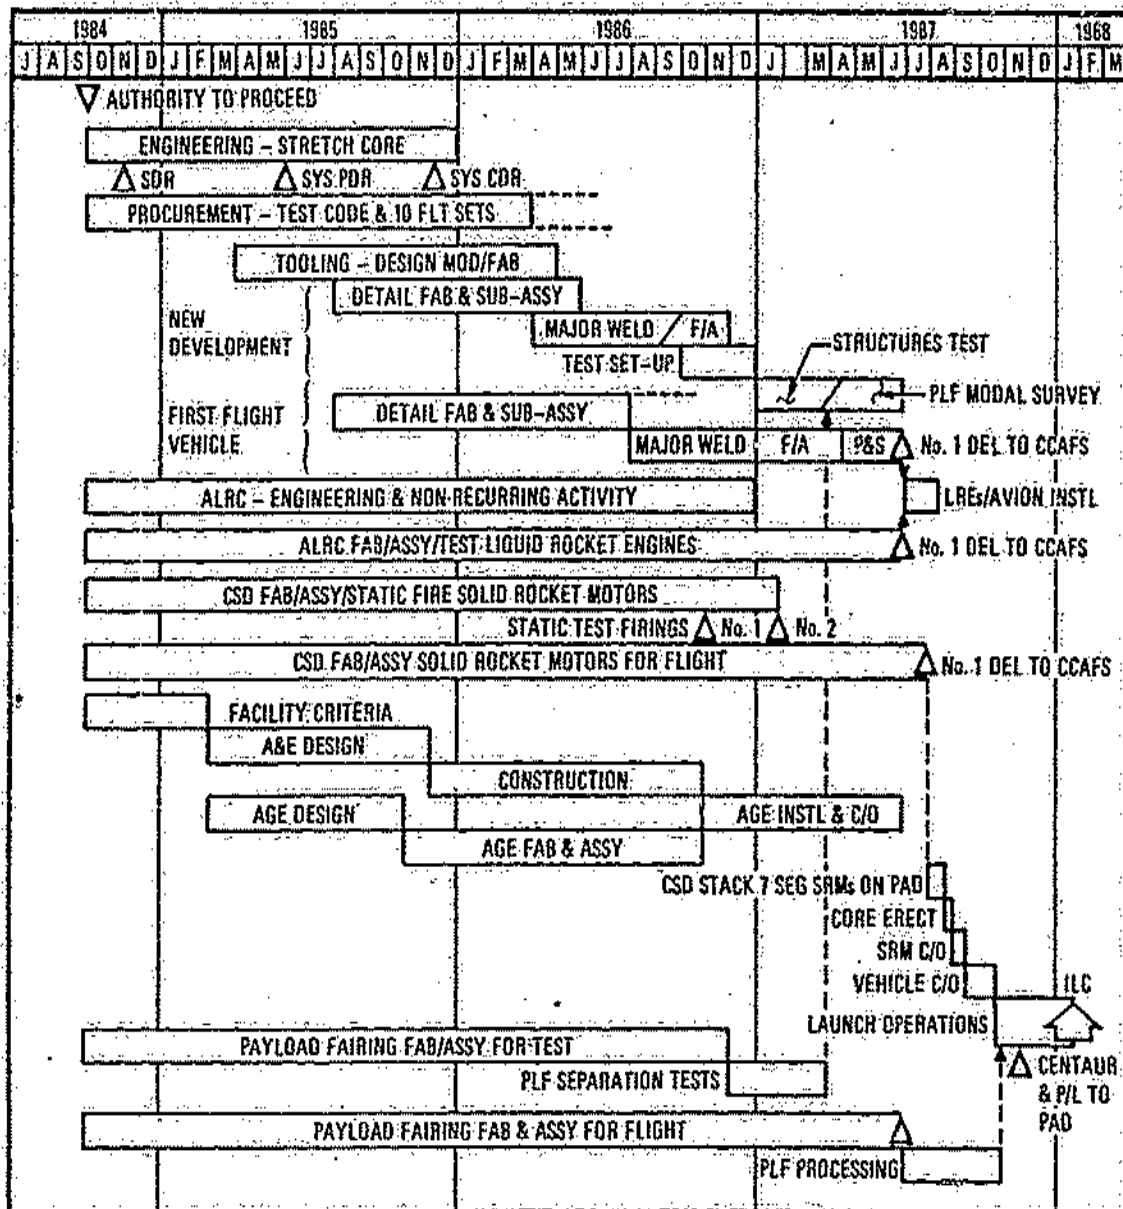 1984 1985 1986 1987 1968
J A S O N D J F M A M J J A S O N D J F M A M J J A S O N D J M A M J J A S O N D J F M
AUTHORITY TO PROCEED
ENGINEERING – STRETCH CORE
SDR SYS PDR SYS CDR
PROCUREMENT – TEST CODE & 10 FLT SETS
TOOLING – DESIGN MOD/FAB
DETAIL FAB & SUB-ASSY
NEW
DEVELOPMENT
MAJOR WELD / F/A
TEST SET-UP
STRUCTURES TEST
PLF MODAL SURVEY
FIRST FLIGHT
VEHICLE
DETAIL FAB & SUB-ASSY
MAJOR WELD F/A P&S No. 1 DEL TO CCAFS
ALRC – ENGINEERING & NON-RECURRING ACTIVITY
LREs/AVION INSTL
ALRC FAB/ASSY/TEST LIQUID ROCKET ENGINES
No. 1 DEL TO CCAFS
CSD FAB/ASSY/STATIC FIRE SOLID ROCKET MOTORS
STATIC TEST FIRINGS No. 1 No. 2
CSD FAB/ASSY SOLID ROCKET MOTORS FOR FLIGHT
No. 1 DEL TO CCAFS
FACILITY CRITERIA
A&E DESIGN
CONSTRUCTION
AGE DESIGN
AGE INSTL & C/O
AGE FAB & ASSY
CSD STACK 7 SEG SRMs ON PAD
CORE ERECT
SRM C/O
VEHICLE C/O
ILC
LAUNCH OPERATIONS
PAYLOAD FAIRING FAB/ASSY FOR TEST
PLF SEPARATION TESTS
CENTAUR
& P/L TO
PAD
PAYLOAD FAIRING FAB & ASSY FOR FLIGHT
PLF PROCESSING